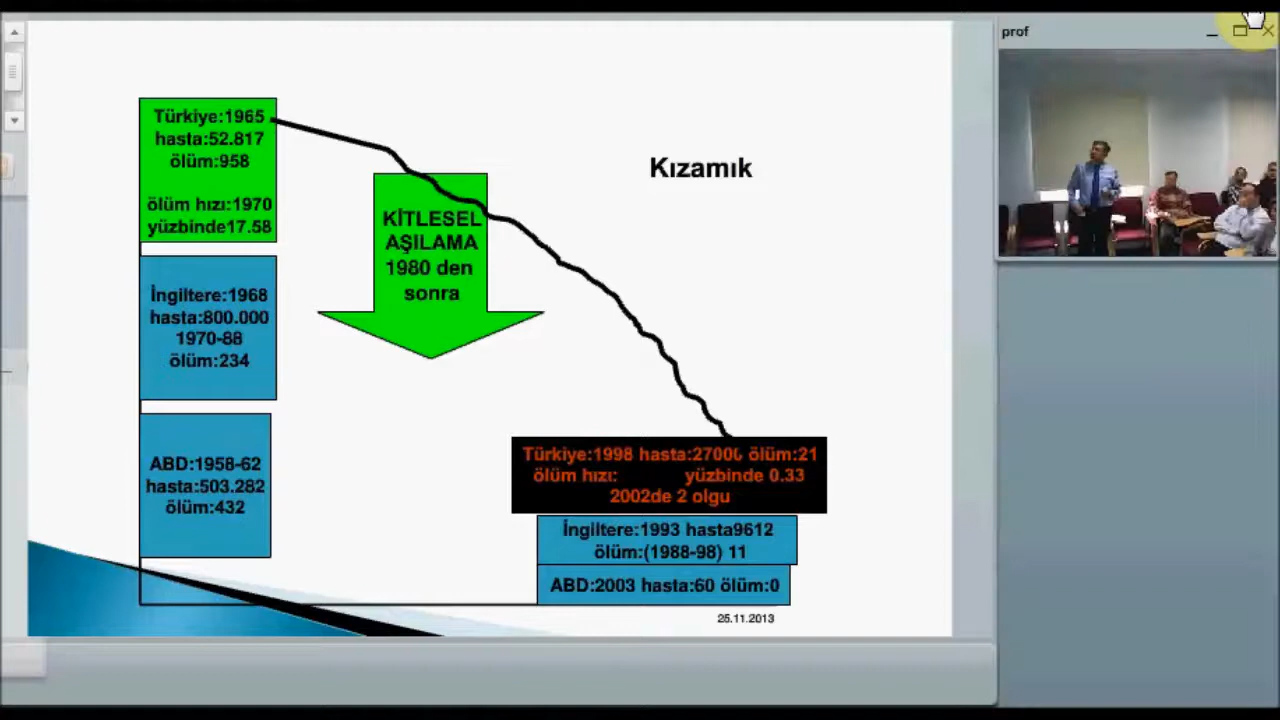 prof
Kızamık
Türkiye:1965
hasta:52.817
ölüm:958
ölüm hızı:1970
yüzbinde17.58
KİTLESEL
AŞILAMA
1980 den
sonra
İngiltere:1968
hasta:800.000
1970-88
ölüm:234
ABD:1958-62
hasta:503.282
ölüm:432
Türkiye:1998 hasta:27000 ölüm:21
ölüm hızı: yüzbinde 0.33
2002de 2 olgu
İngiltere:1993 hasta9612
ölüm:(1988-98) 11
ABD:2003 hasta:60 ölüm:0
25.11.2013